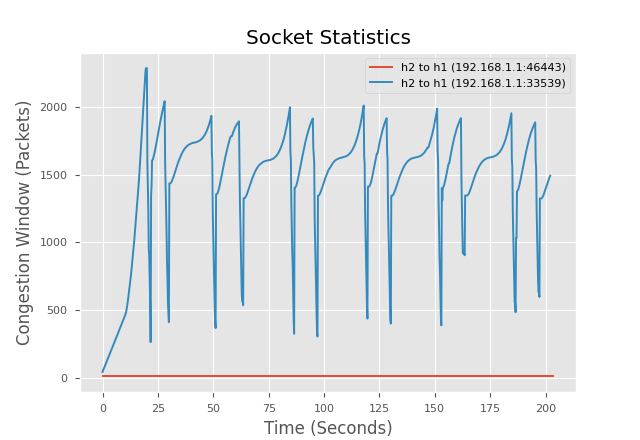 Socket Statistics
h2 to h1 (192.168.1.1:46443)
h2 to h1 (192.168.1.1:33539)
Congestion Window (Packets)
2000
1500
1000
500
0
0 25 50 75 100 125 150 175 200
Time (Seconds)